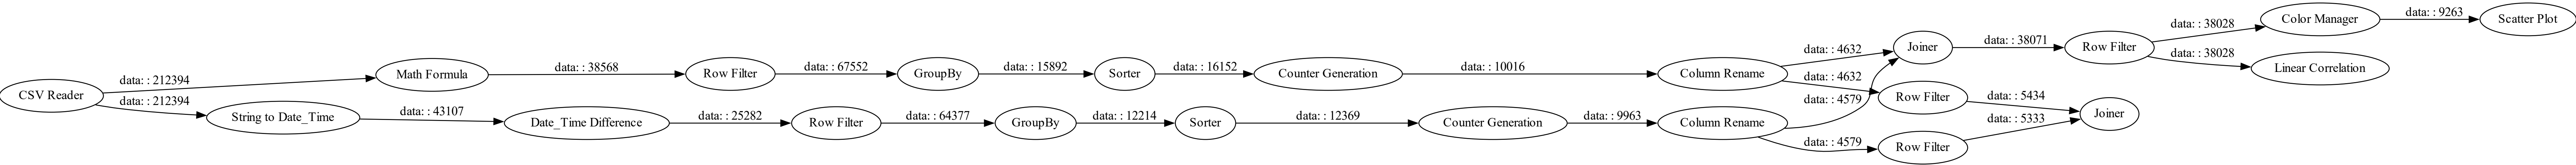 CSV Reader
data: : 212394
data: : 212394
Math Formula
String to Date_Time
data: : 38568
data: : 43107
Row Filter
Date_Time Difference
data: : 67552
data: : 25282
GroupBy
Row Filter
data: : 15892
data: : 64377
Sorter
GroupBy
data: : 16152
data: : 12214
Counter Generation
Sorter
data: : 10016
data: : 12369
Column Rename
Counter Generation
data: : 9963
Column Rename
data: : 4632
data: : 4632
data: : 4579
data: : 4579
Joiner
Row Filter
Row Filter
data: : 38071
data: : 5434
data: : 5333
Row Filter
Joiner
data: : 38028
data: : 38028
Color Manager
Linear Correlation
data: : 9263
Scatter Plot